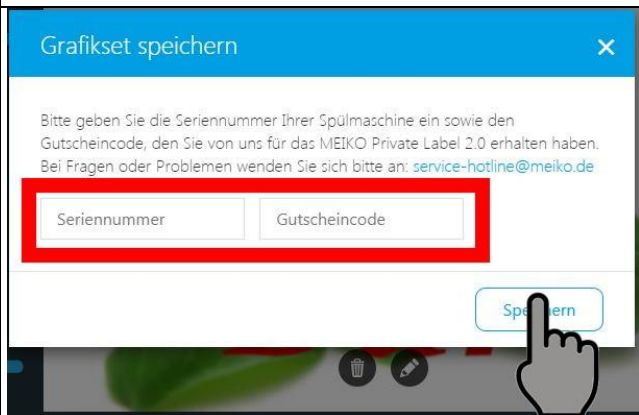 Grafikset speichern
Bitte geben Sie die Seriennummer Ihrer Spülmaschine ein sowie den
Gutscheincode, den Sie von uns für das MEIKO Private Label 2.0 erhalten haben.
Bei Fragen oder Problemen wenden Sie sich bitte an: service-hotline@meiko.de
Seriennummer Gutscheincode
Speichern